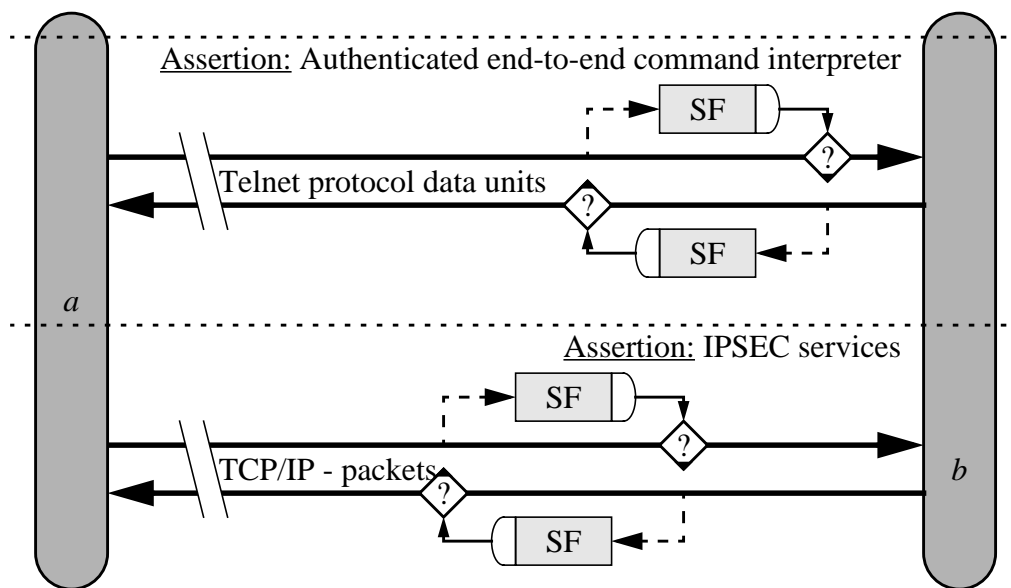 Assertion: Authenticated end-to-end command interpreter
SF
?
Telnet protocol data units
?
SF
a
Assertion: IPSEC services
SF
?
TCP/IP - packets
?
b
SF